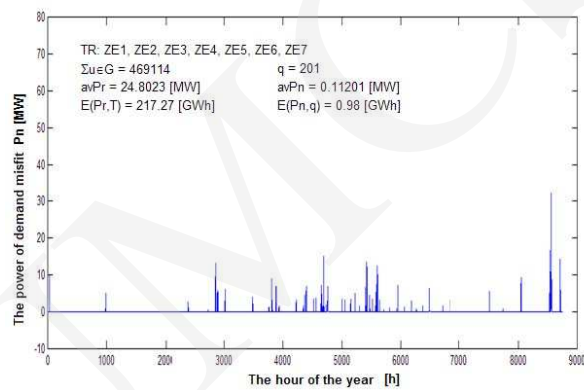 The power of demand misfit Pn [MW]
80
70
60
50
40
30
20
10
0
-10
TR: ZE1, ZE2, ZE3, ZE4, ZE5, ZE6, ZE7
ΣuεG = 469114 q = 201
avPr = 24.8023 [MW] avPn = 0.11201 [MW]
E(Pr,T) = 217.27 [GWh] E(Pn,q) = 0.98 [GWh]
0 1000 2000 3000 4000 5000 6000 7000 8000 9000
The hour of the year [h]